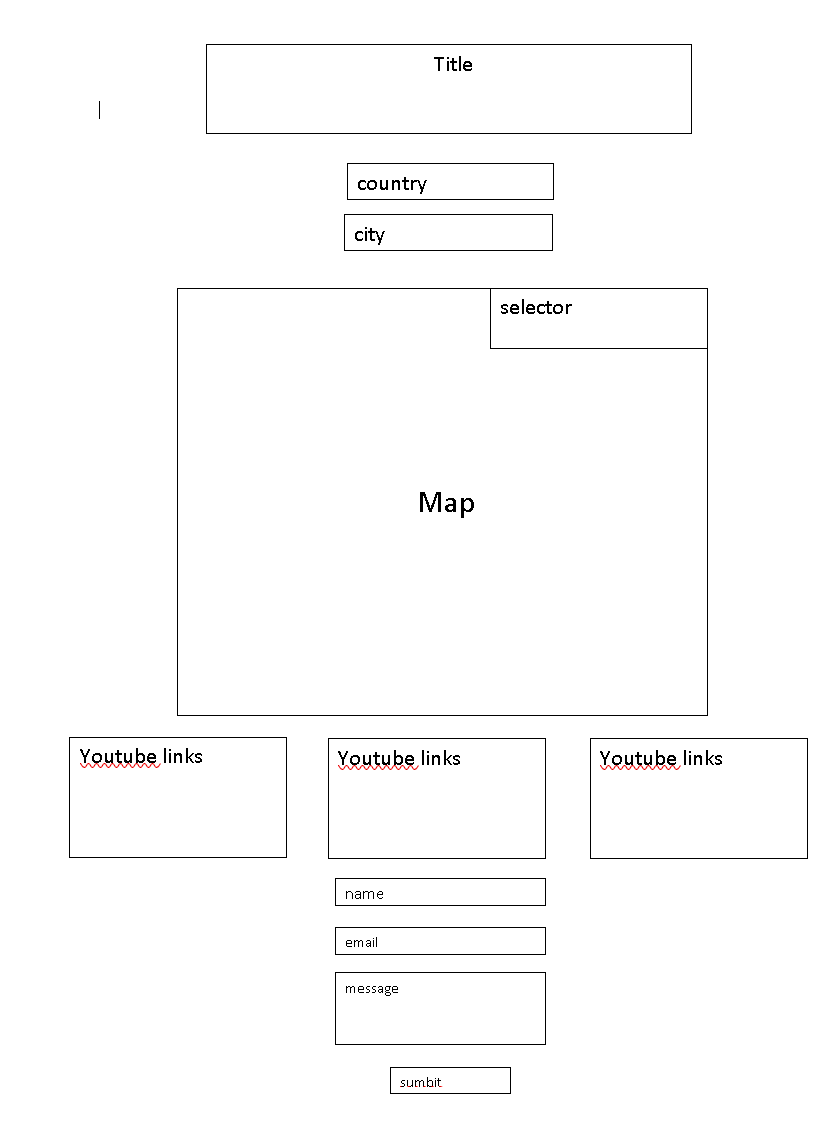 Title
country
city
selector
Map
Youtube links
Youtube links
Youtube links
name
email
message
sumbit